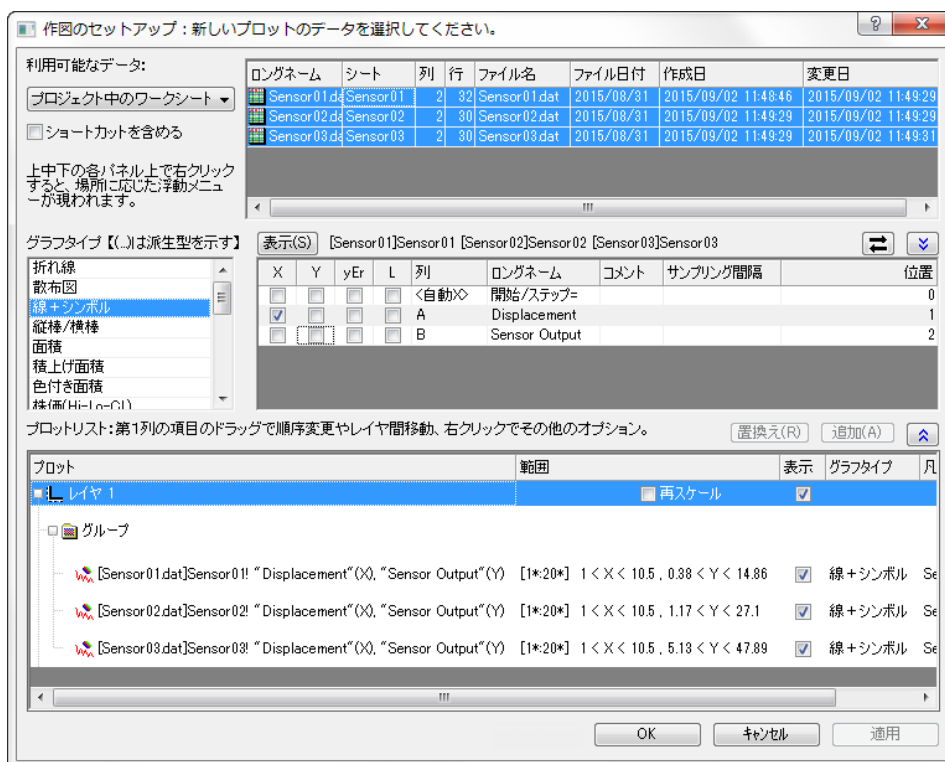 作図のセットアップ：新しいプロットのデータを選択してください。
利用可能なデータ:
プロジェクト中のワークシート
ショートカットを含める
上中下の各パネル上で右クリック
すると、場所に応じた浮動メニュ
ーが現われます。
ロングネーム シート 列 行 ファイル名 ファイル日付 作成日 変更日
Sensor01.da Sensor01 2 32 Sensor01.dat 2015/08/31 2015/09/02 11:48:46 2015/09/02 11:49:29
Sensor02.da Sensor02 2 30 Sensor02.dat 2015/08/31 2015/09/02 11:49:29 2015/09/02 11:49:29
Sensor03.da Sensor03 2 30 Sensor03.dat 2015/08/31 2015/09/02 11:49:29 2015/09/02 11:49:31
グラフタイプ【(...)は派生型を示す】
表示(S) [Sensor01]Sensor01 [Sensor02]Sensor02 [Sensor03]Sensor03
折れ線
散布図
線＋シンボル
縦棒/横棒
面積
積上げ面積
色付き面積
株価(Hi-Lo-Cl)
X Y yEr L 列 ロングネーム コメント サンプリング間隔 位置
<自動X> 開始/ステップ= 0
A Displacement 1
B Sensor Output 2
プロットリスト:第1列の項目のドラッグで順序変更やレイヤ間移動、右クリックでその他のオプション。
置換え(R) 追加(A)
プロット 範囲 表示 グラフタイプ 凡
レイヤ 1 再スケール
グループ
[Sensor01.dat]Sensor01! "Displacement"(X), "Sensor Output"(Y) [1*:20*] 1 < X < 10.5 , 0.38 < Y < 14.86 線＋シンボル Se
[Sensor02.dat]Sensor02! "Displacement"(X), "Sensor Output"(Y) [1*:20*] 1 < X < 10.5 , 1.17 < Y < 27.1 線＋シンボル Se
[Sensor03.dat]Sensor03! "Displacement"(X), "Sensor Output"(Y) [1*:20*] 1 < X < 10.5 , 5.13 < Y < 47.89 線＋シンボル Se
OK キャンセル 適用